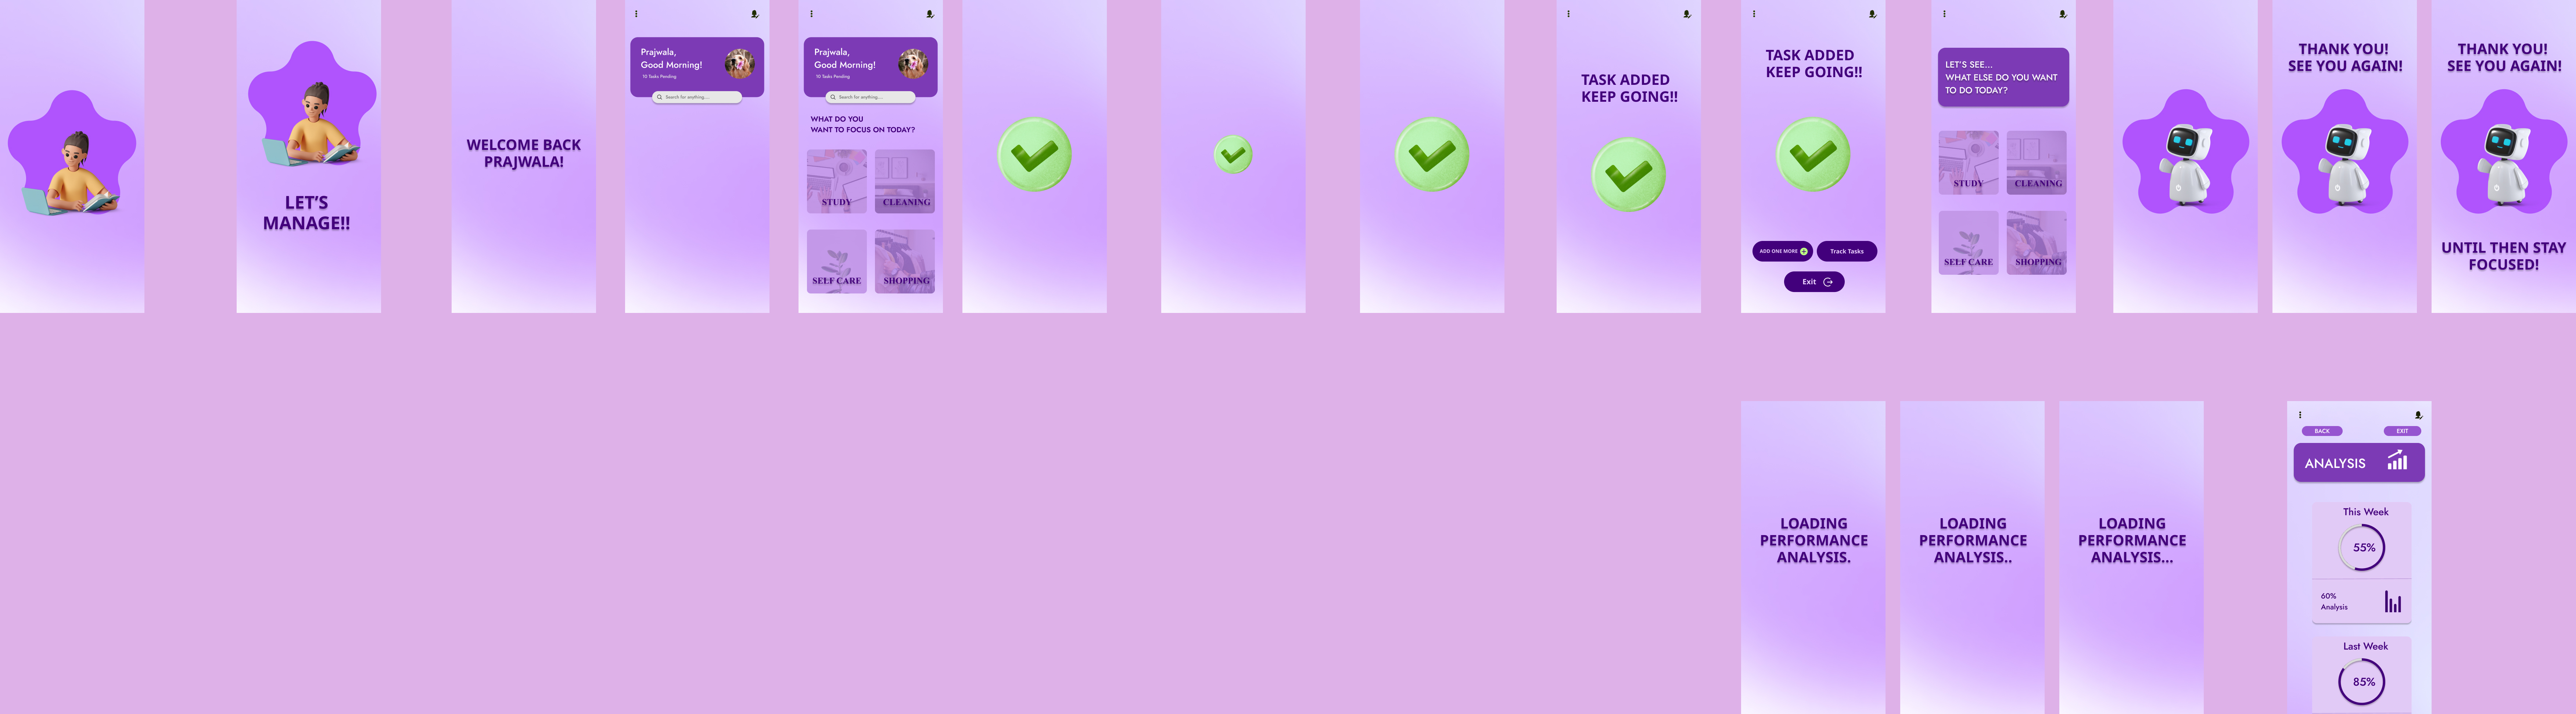 LET'S
MANAGE!!
WELCOME BACK
PRAJWALA!
Prajwala,
Good Morning!
10 Tasks Pending
Search for anything....
Prajwala,
Good Morning!
10 Tasks Pending
Search for anything....
WHAT DO YOU
WANT TO FOCUS ON TODAY?
STUDY
CLEANING
SELF CARE
SHOPPING
TASK ADDED
KEEP GOING!!
TASK ADDED
KEEP GOING!!
ADD ONE MORE
Track Tasks
Exit
LET'S SEE...
WHAT ELSE DO YOU WANT
TO DO TODAY?
STUDY
CLEANING
SELF CARE
SHOPPING
THANK YOU!
SEE YOU AGAIN!
THANK YOU!
SEE YOU AGAIN!
UNTIL THEN STAY
FOCUSED!
LOADING
PERFORMANCE
ANALYSIS.
LOADING
PERFORMANCE
ANALYSIS..
LOADING
PERFORMANCE
ANALYSIS...
BACK
EXIT
ANALYSIS
This Week
55%
60%
Analysis
Last Week
85%